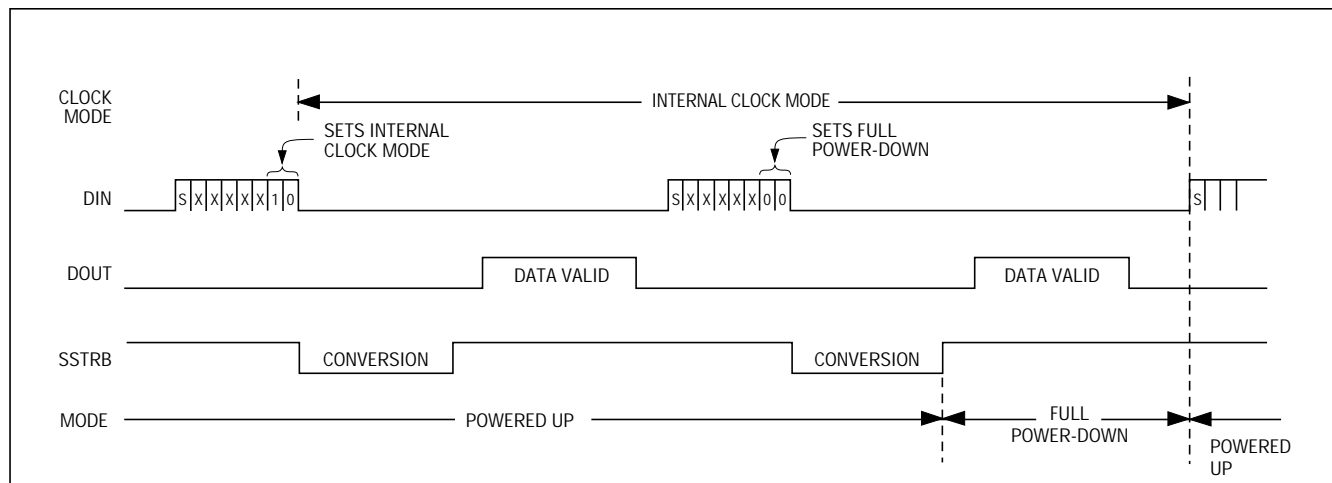 CLOCK
MODE
INTERNAL CLOCK MODE
SETS INTERNAL
CLOCK MODE
SETS FULL
POWER-DOWN
DIN
S X X X X X 1 0
S X X X X X 0 0
S
DOUT
DATA VALID
DATA VALID
SSTRB
CONVERSION
CONVERSION
MODE
POWERED UP
FULL
POWER-DOWN
POWERED
UP